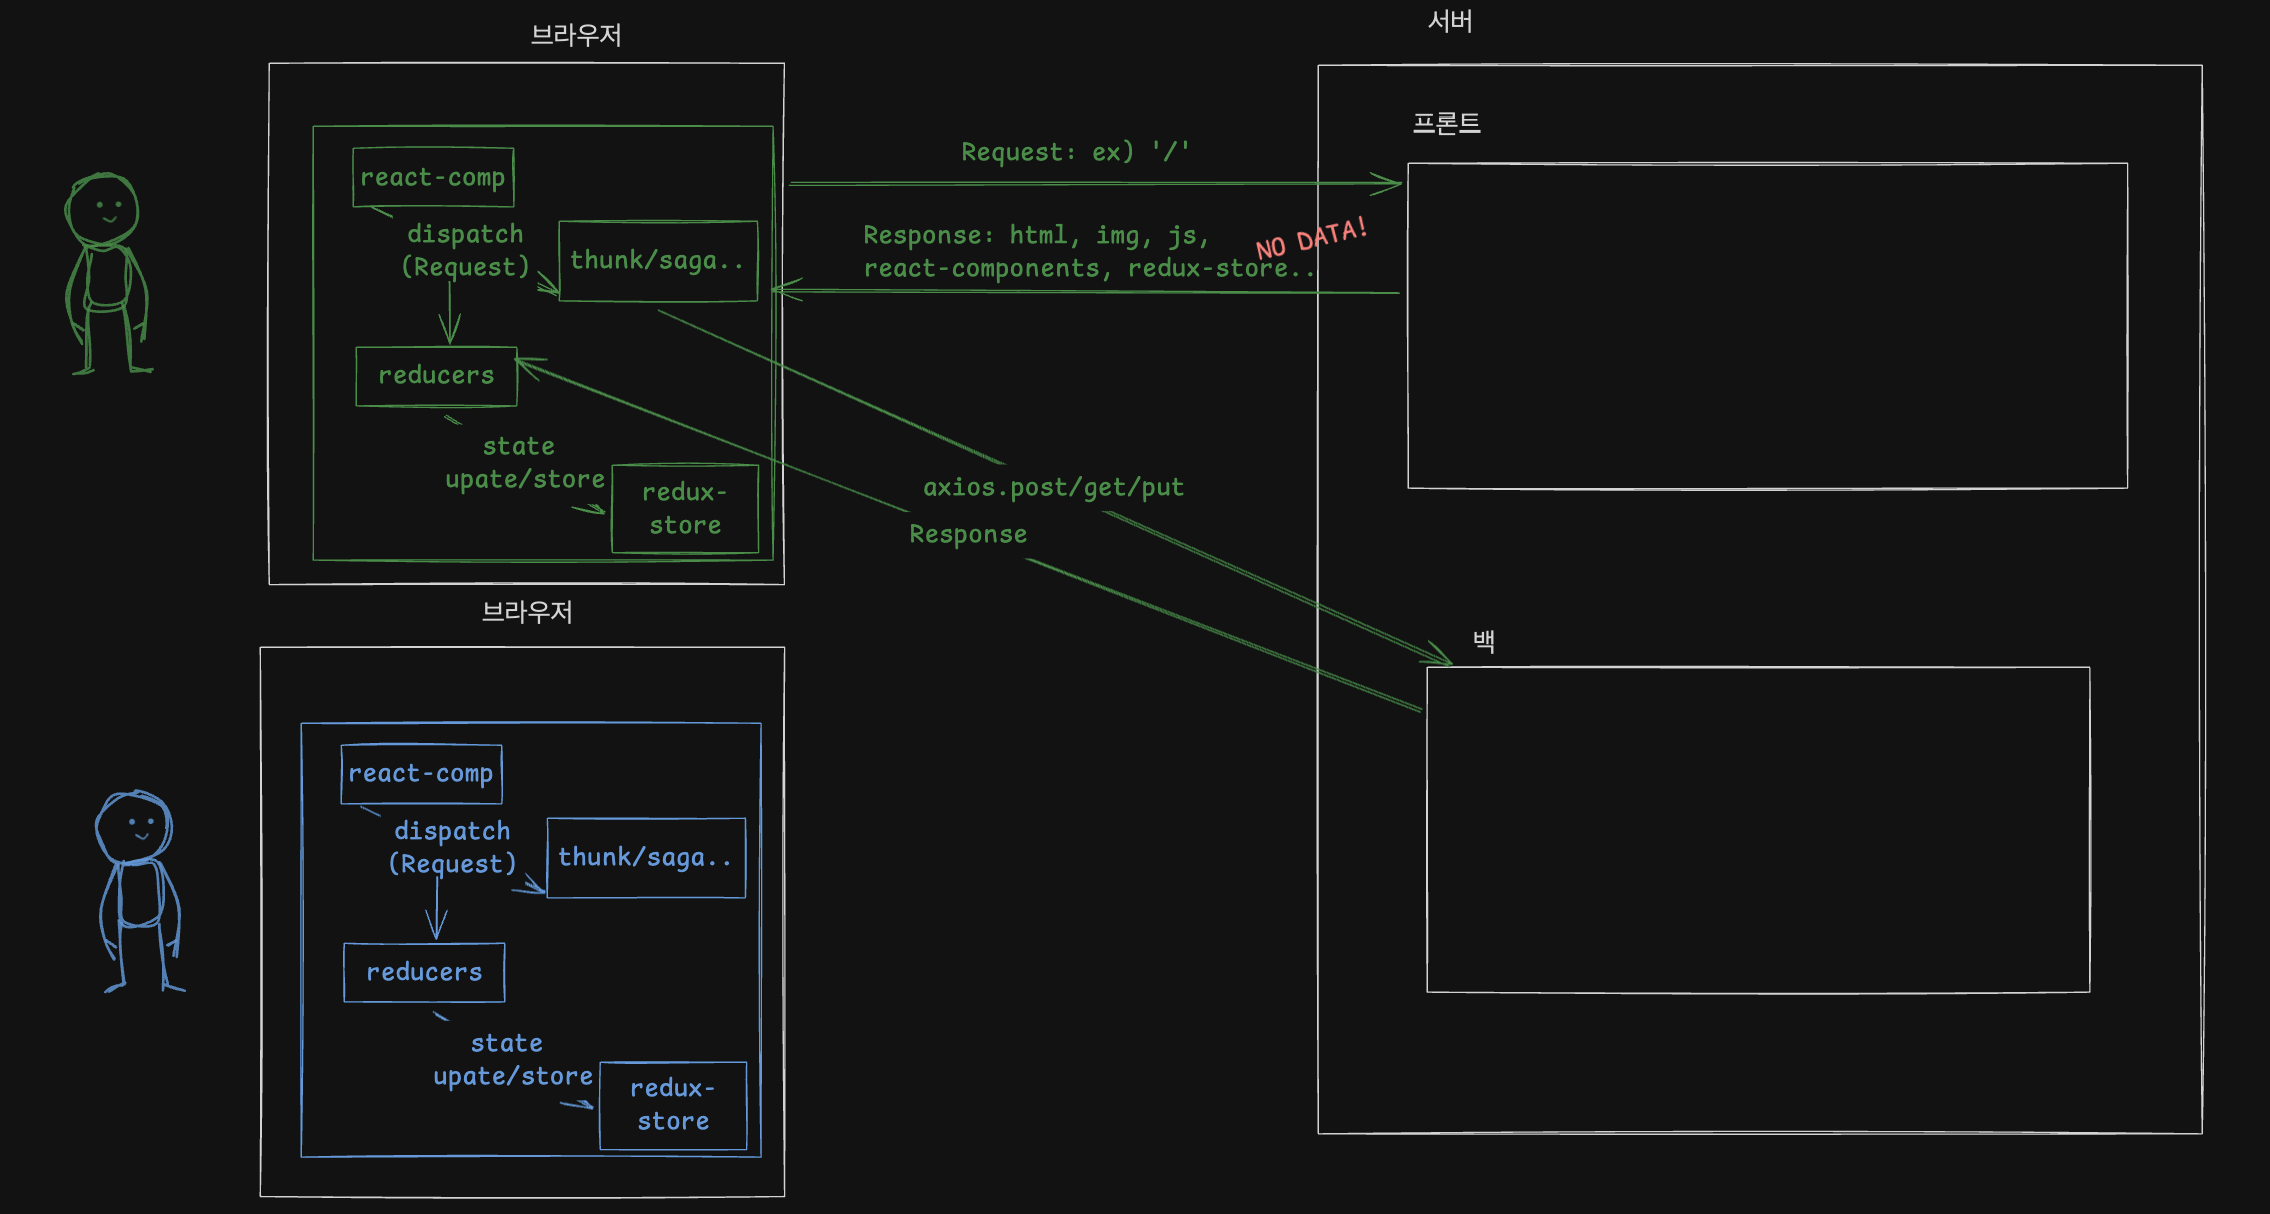 브라우저
서버
프론트
react-comp
dispatch
(Request)
thunk/saga..
reducers
state
upate/store
redux-
store
Request: ex) '/'
Response: html, img, js,
react-components, redux-store..
NO DATA!
axios.post/get/put
Response
백
브라우저
react-comp
dispatch
(Request)
thunk/saga..
reducers
state
upate/store
redux-
store